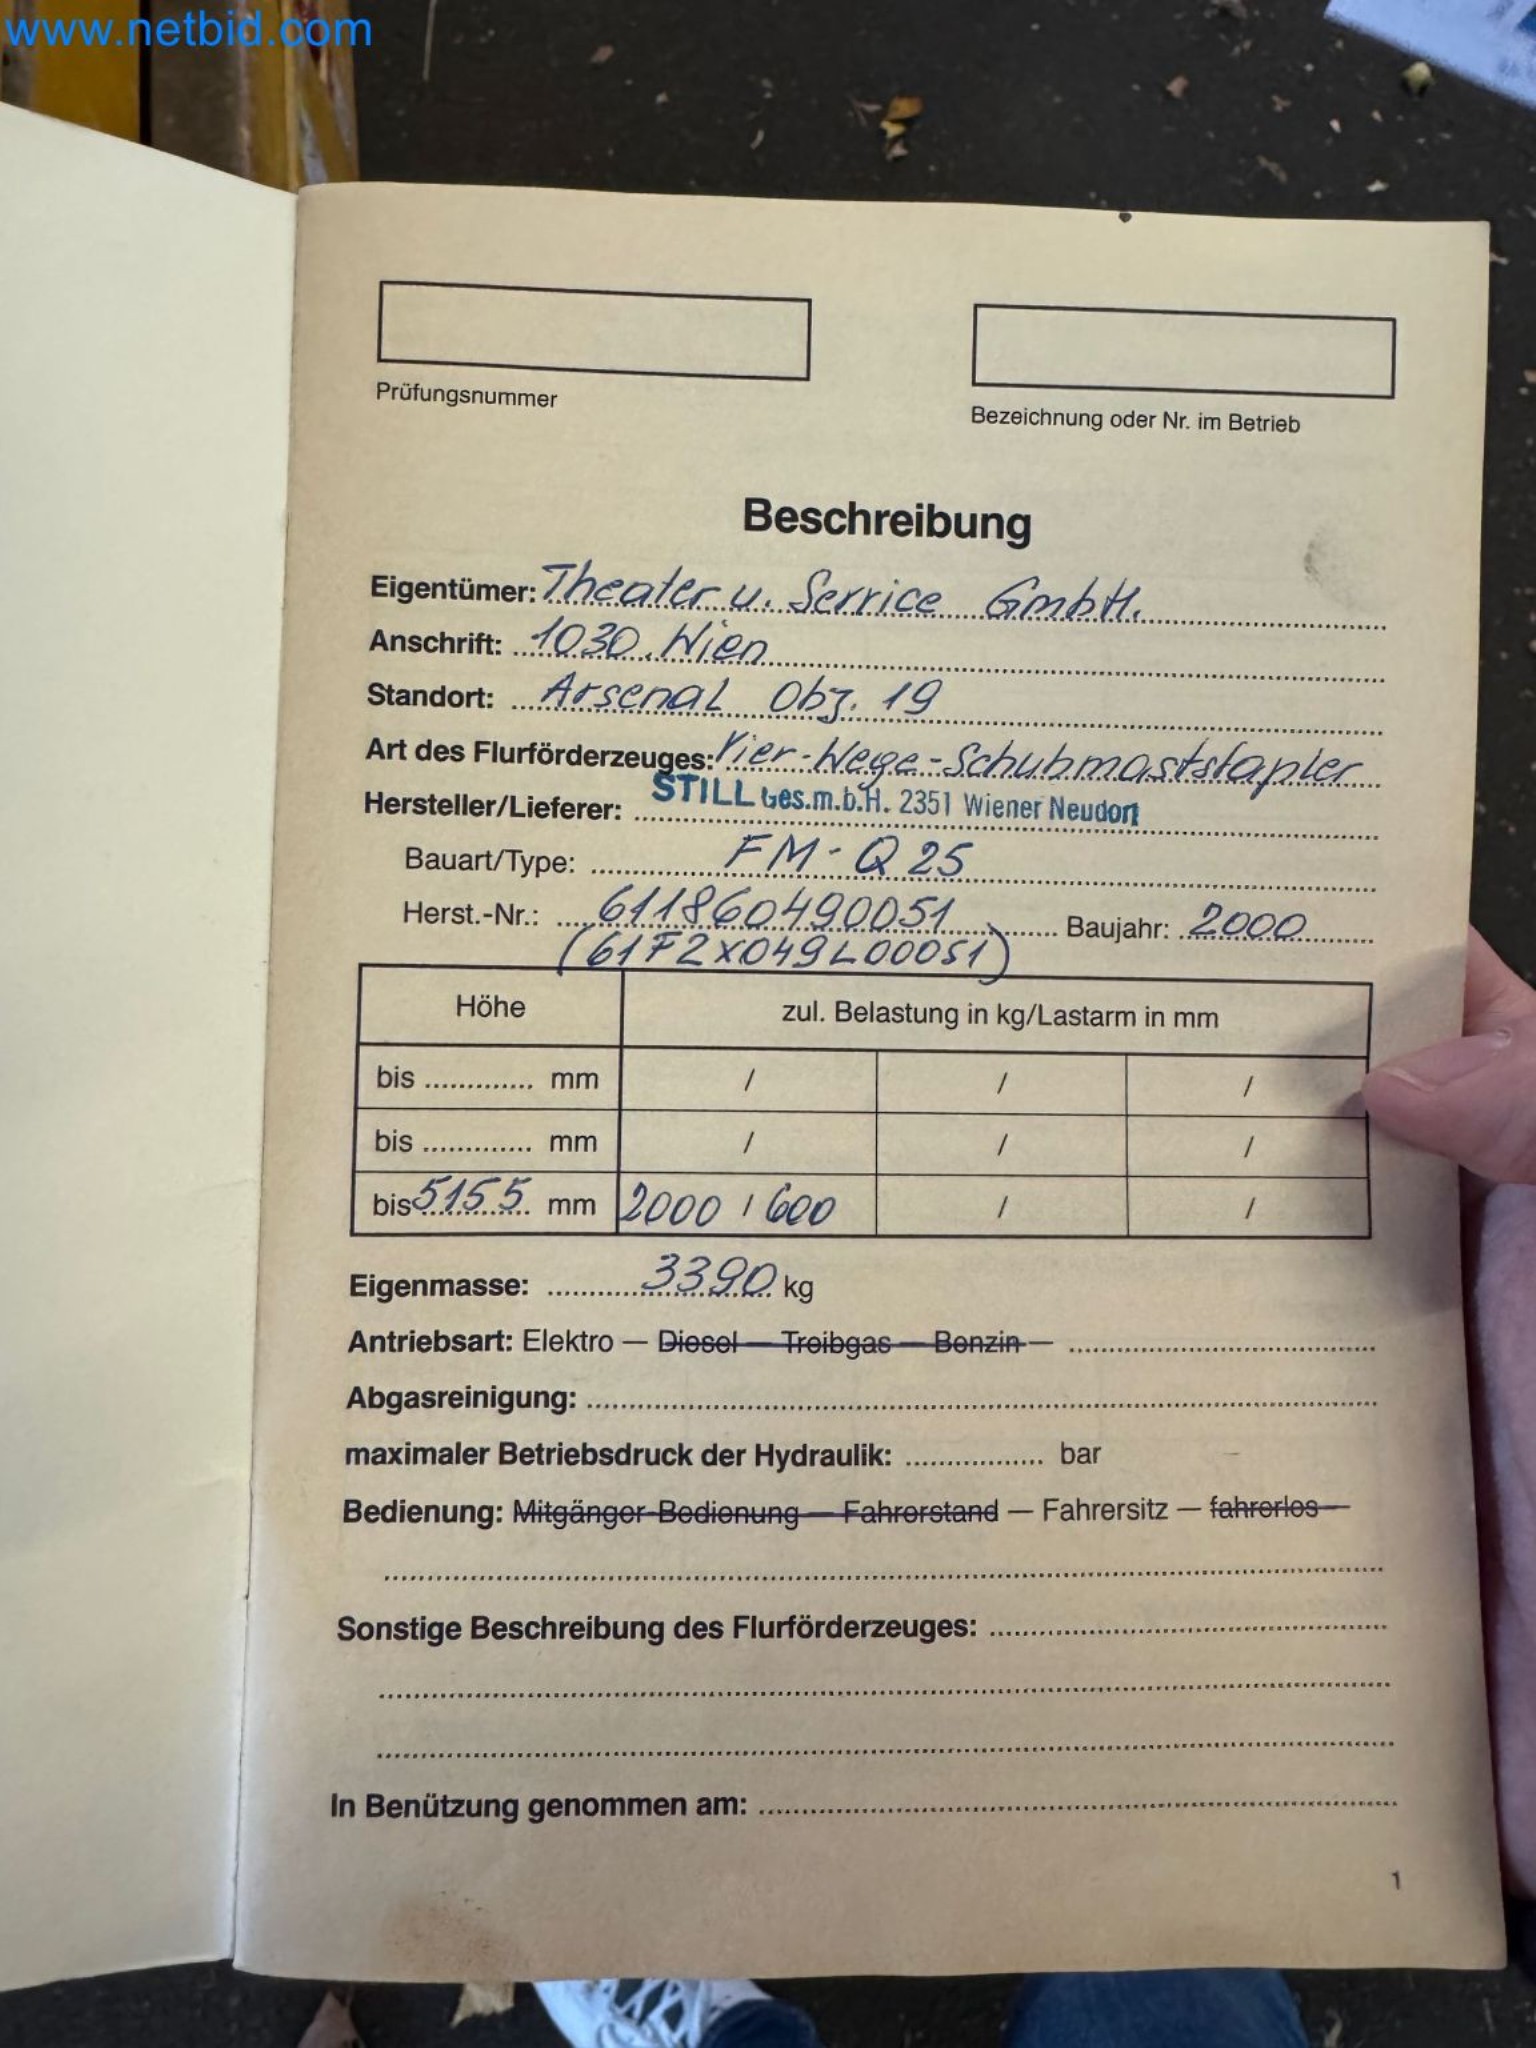 www.netbid.com
Prüfungsnummer
Bezeichnung oder Nr. im Betrieb
Beschreibung
Eigentümer: Theater u. Service GmbH.
Anschrift: 1030 Wien
Standort: Arsenal Obj. 19
Art des Flurförderzeuges: Vier-Wege-Schubmaststapler
Hersteller/Lieferer: STILL Ges.m.b.H. 2351 Wiener Neudorf
Bauart/Type: FM-Q 25
Herst.-Nr.: 611860490051 Baujahr: 2000
(61F2X049L00051)
Höhe zul. Belastung in kg/Lastarm in mm
bis ............. mm / / /
bis ............. mm / / /
bis 5155 mm 2000 / 600 / /
Eigenmasse: 3390 kg
Antriebsart: Elektro — Diesel — Treibgas — Benzin —
Abgasreinigung:
maximaler Betriebsdruck der Hydraulik: ................ bar
Bedienung: Mitgänger-Bedienung — Fahrerstand — Fahrersitz — fahrerlos —
Sonstige Beschreibung des Flurförderzeuges:
In Benützung genommen am:
1